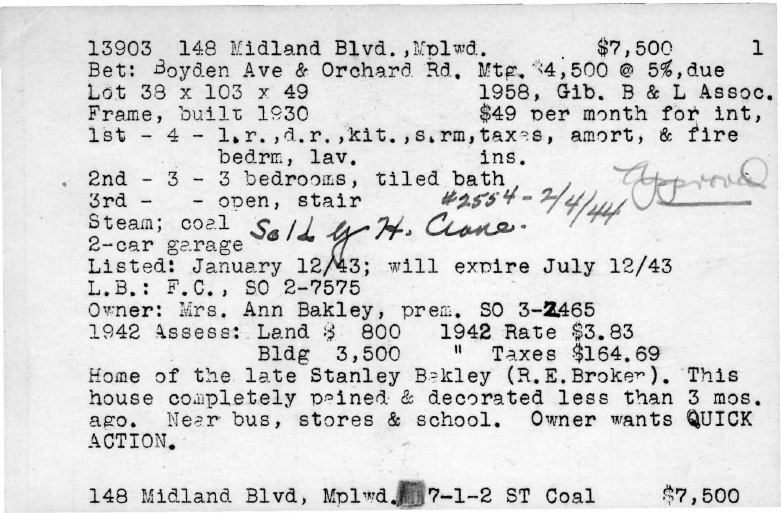 13903 148 Midland Blvd.,Mplwd. $7,500 1
Bet: Boyden Ave & Orchard Rd. Mtg. $4,500 @ 5%,due
Lot 38 x 103 x 49 1958, Gib. B & L Assoc.
Frame, built 1930 $49 per month for int,
1st - 4 - l.r.,d.r.,kit.,s.rm,taxes, amort, & fire
bedrm, lav. ins.
2nd - 3 - 3 bedrooms, tiled bath
Approved
3rd - - open, stair #2554-2/4/44
Steam; coal Sold by H. Crane.
2-car garage
Listed: January 12/43; will expire July 12/43
L.B.: F.C., SO 2-7575
Owner: Mrs. Ann Bakley, prem. SO 3-2465
1942 Assess: Land $ 800 1942 Rate $3.83
Bldg 3,500 " Taxes $164.69
Home of the late Stanley Bakley (R.E.Broker). This
house completely pained & decorated less than 3 mos.
ago. Near bus, stores & school. Owner wants QUICK
ACTION.
148 Midland Blvd, Mplwd. 7-1-2 ST Coal $7,500